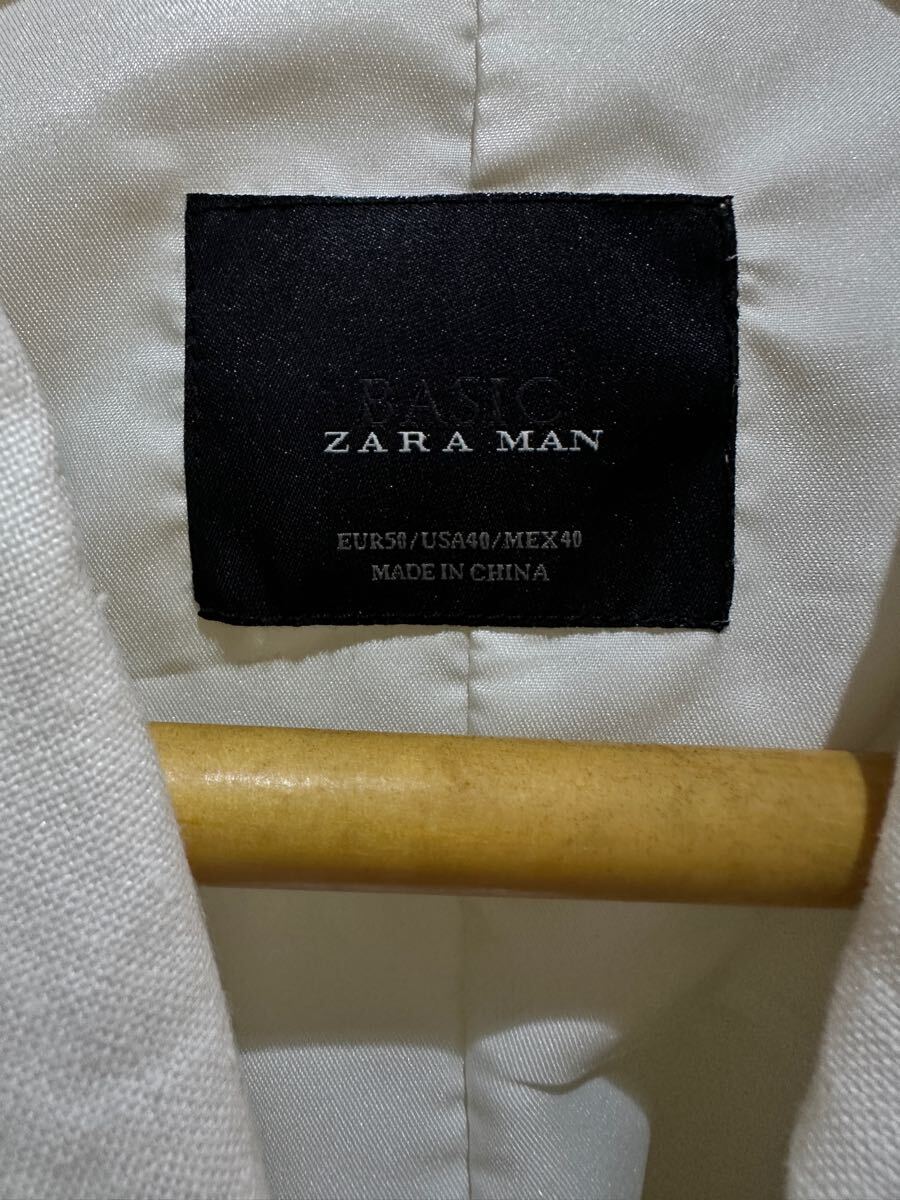 BASIC
ZARA MAN
EUR50/USA40/MEX40
MADE IN CHINA